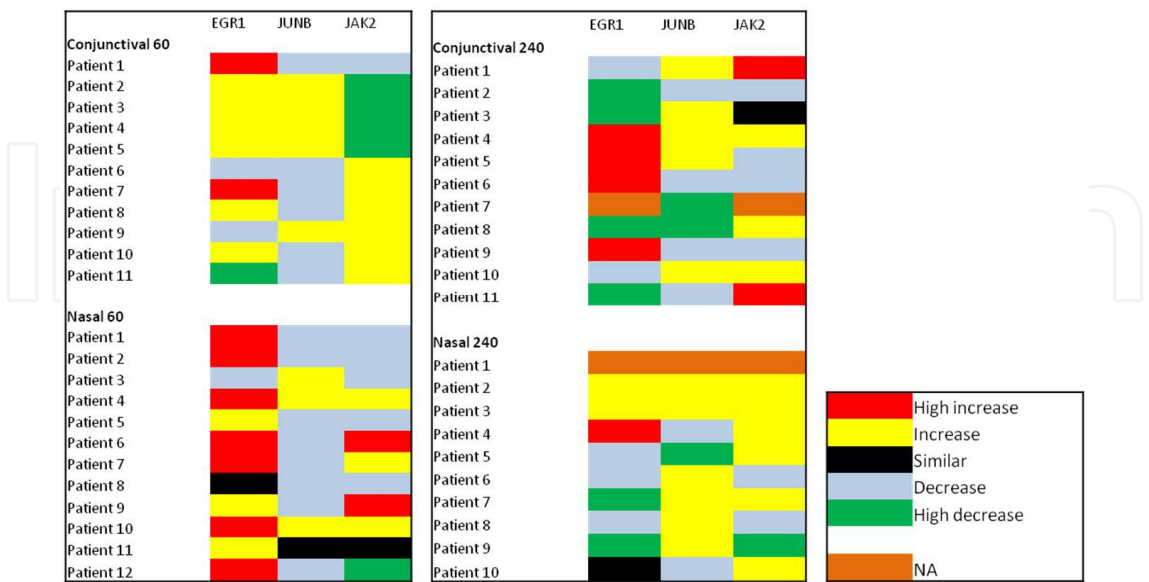 EGR1 JUNB JAK2
Conjunctival 60
Patient 1
Patient 2
Patient 3
Patient 4
Patient 5
Patient 6
Patient 7
Patient 8
Patient 9
Patient 10
Patient 11
Nasal 60
Patient 1
Patient 2
Patient 3
Patient 4
Patient 5
Patient 6
Patient 7
Patient 8
Patient 9
Patient 10
Patient 11
Patient 12
EGR1 JUNB JAK2
Conjunctival 240
Patient 1
Patient 2
Patient 3
Patient 4
Patient 5
Patient 6
Patient 7
Patient 8
Patient 9
Patient 10
Patient 11
Nasal 240
Patient 1
Patient 2
Patient 3
Patient 4
Patient 5
Patient 6
Patient 7
Patient 8
Patient 9
Patient 10
High increase
Increase
Similar
Decrease
High decrease
NA